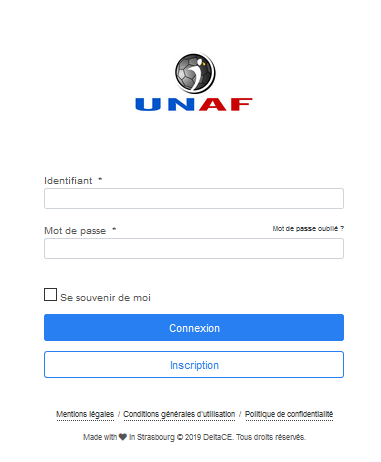 UNAF
Identifiant *
Mot de passe *
Mot de passe oublié ?
Se souvenir de moi
Connexion
Inscription
Mentions légales / Conditions générales d'utilisation / Politique de confidentialité
Made with ❤ in Strasbourg © 2019 DeltaCE. Tous droits réservés.